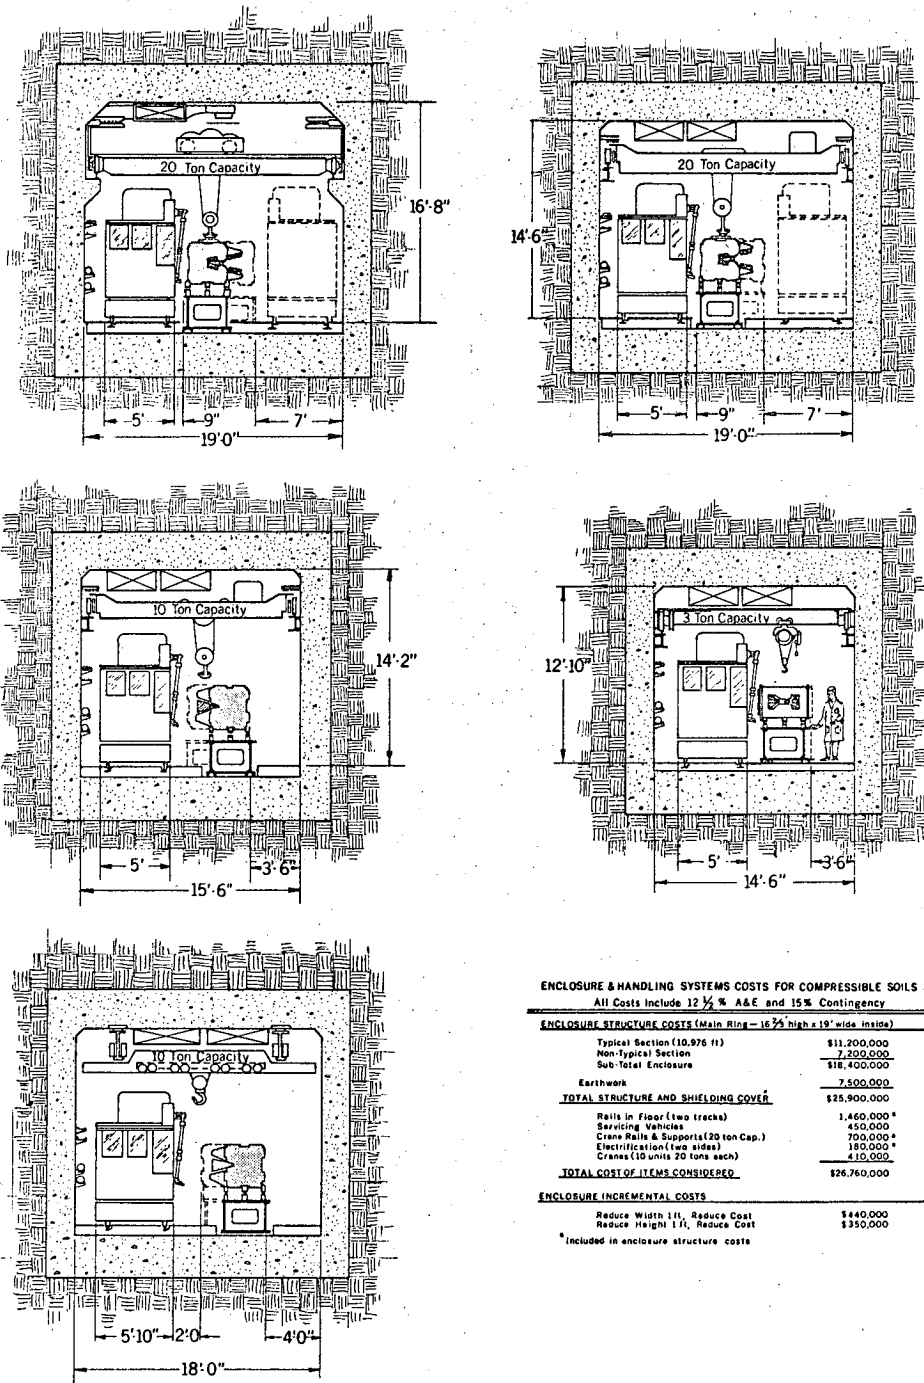 20 Ton Capacity
16'-8"
5'
9"
7'
19'-0"
20 Ton Capacity
14'-6"
5'
9"
7'
19'-0"
10 Ton Capacity
14'-2"
5'
3'-6"
15'-6"
3 Ton Capacity
12'-10"
5'
3'-6"
14'-6"
10 Ton Capacity
5'-10"
2'-0
4'-0"
18'-0"
ENCLOSURE & HANDLING SYSTEMS COSTS FOR COMPRESSIBLE SOILS
All Costs Include 12 ½ % A&E and 15% Contingency
ENCLOSURE STRUCTURE COSTS (Main Ring — 16 ⅔' high x 19' wide inside)
Typical Section (10,976 ft) $11,200,000
Non-Typical Section 7,200,000
Sub-Total Enclosure $18,400,000
Earthwork 7,500,000
TOTAL STRUCTURE AND SHIELDING COVER* $25,900,000
Rails in Floor (two tracks) 1,460,000*
Servicing Vehicles 450,000
Crane Rails & Supports (20 ton Cap.) 700,000*
Electrification (two sides) 180,000*
Cranes (10 units 20 tons each) 410,000
TOTAL COST OF ITEMS CONSIDERED $26,760,000
ENCLOSURE INCREMENTAL COSTS
Reduce Width 1 ft, Reduce Cost $440,000
Reduce Height 1 ft, Reduce Cost $350,000
*Included in enclosure structure costs